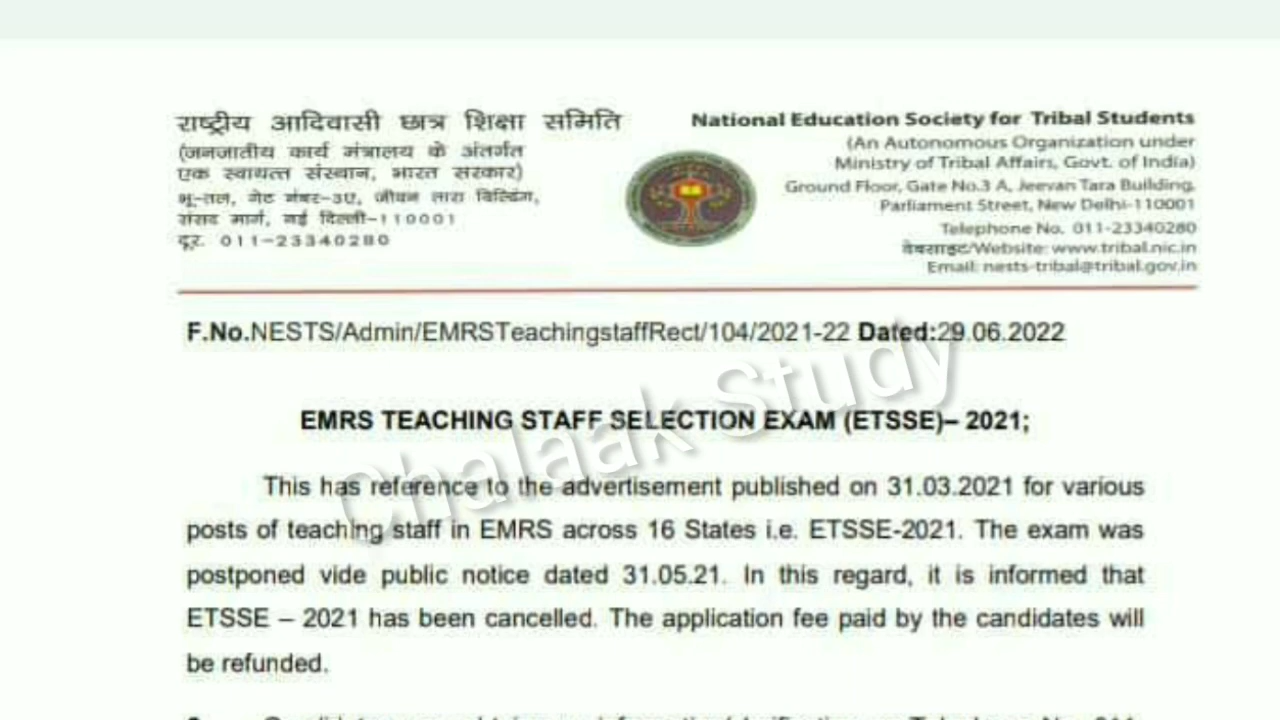 राष्ट्रीय आदिवासी छात्र शिक्षा समिति
(जनजातीय कार्य मंत्रालय के अंतर्गत
एक स्वायत्त संस्थान, भारत सरकार)
भू-तल, गेट नंबर-3ए, जीवन तारा बिल्डिंग,
संसद मार्ग, नई दिल्ली-110001
दूर. 011-23340280
National Education Society for Tribal Students
(An Autonomous Organization under
Ministry of Tribal Affairs, Govt. of India)
Ground Floor, Gate No.3 A, Jeevan Tara Building,
Parliament Street, New Delhi-110001
Telephone No. 011-23340280
वेबसाइट/Website: www.tribal.nic.in
Email: nests-tribal@tribal.gov.in
F.No.NESTS/Admin/EMRSTeachingstaffRect/104/2021-22 Dated:29.06.2022
EMRS TEACHING STAFF SELECTION EXAM (ETSSE)– 2021;
This has reference to the advertisement published on 31.03.2021 for various
posts of teaching staff in EMRS across 16 States i.e. ETSSE-2021. The exam was
postponed vide public notice dated 31.05.21. In this regard, it is informed that
ETSSE – 2021 has been cancelled. The application fee paid by the candidates will
be refunded.
Chalaak Study